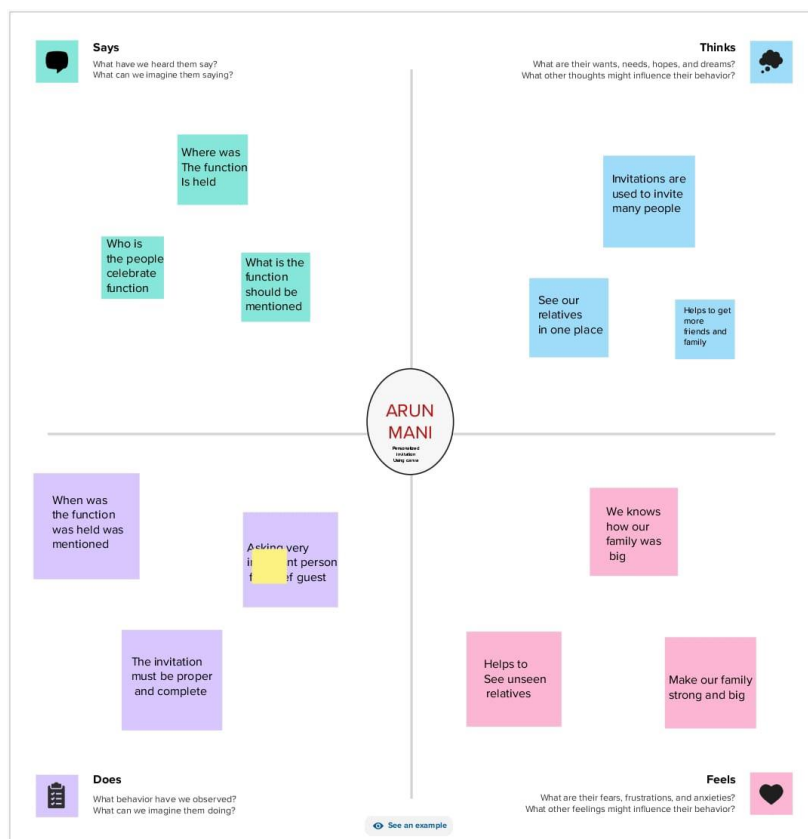 Says
What have we heard them say?
What can we imagine them saying?
Thinks
What are their wants, needs, hopes, and dreams?
What other thoughts might influence their behavior?
Where was
The function
Is held
Who is
the people
celebrate
function
What is the
function
should be
mentioned
Invitations are
used to invite
many people
See our
relatives
in one place
Helps to get
more
friends and
family
ARUN
MANI
Personalized
invitation
Using canva
When was
the function
was held was
mentioned
Asking very
person
guest
The invitation
must be proper
and complete
We knows
how our
family was
big
Helps to
See unseen
relatives
Make our family
strong and big
Does
What behavior have we observed?
What can we imagine them doing?
Feels
What are their fears, frustrations, and anxieties?
What other feelings might influence their behavior?
See an example